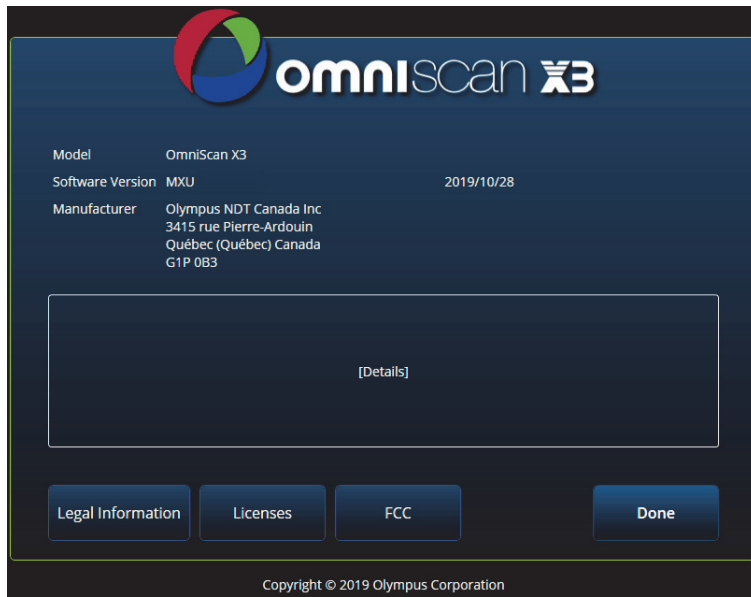 omniscan X3
Model OmniScan X3
Software Version MXU 2019/10/28
Manufacturer Olympus NDT Canada Inc
3415 rue Pierre-Ardouin
Québec (Québec) Canada
G1P 0B3
[Details]
Legal Information Licenses FCC Done
Copyright © 2019 Olympus Corporation